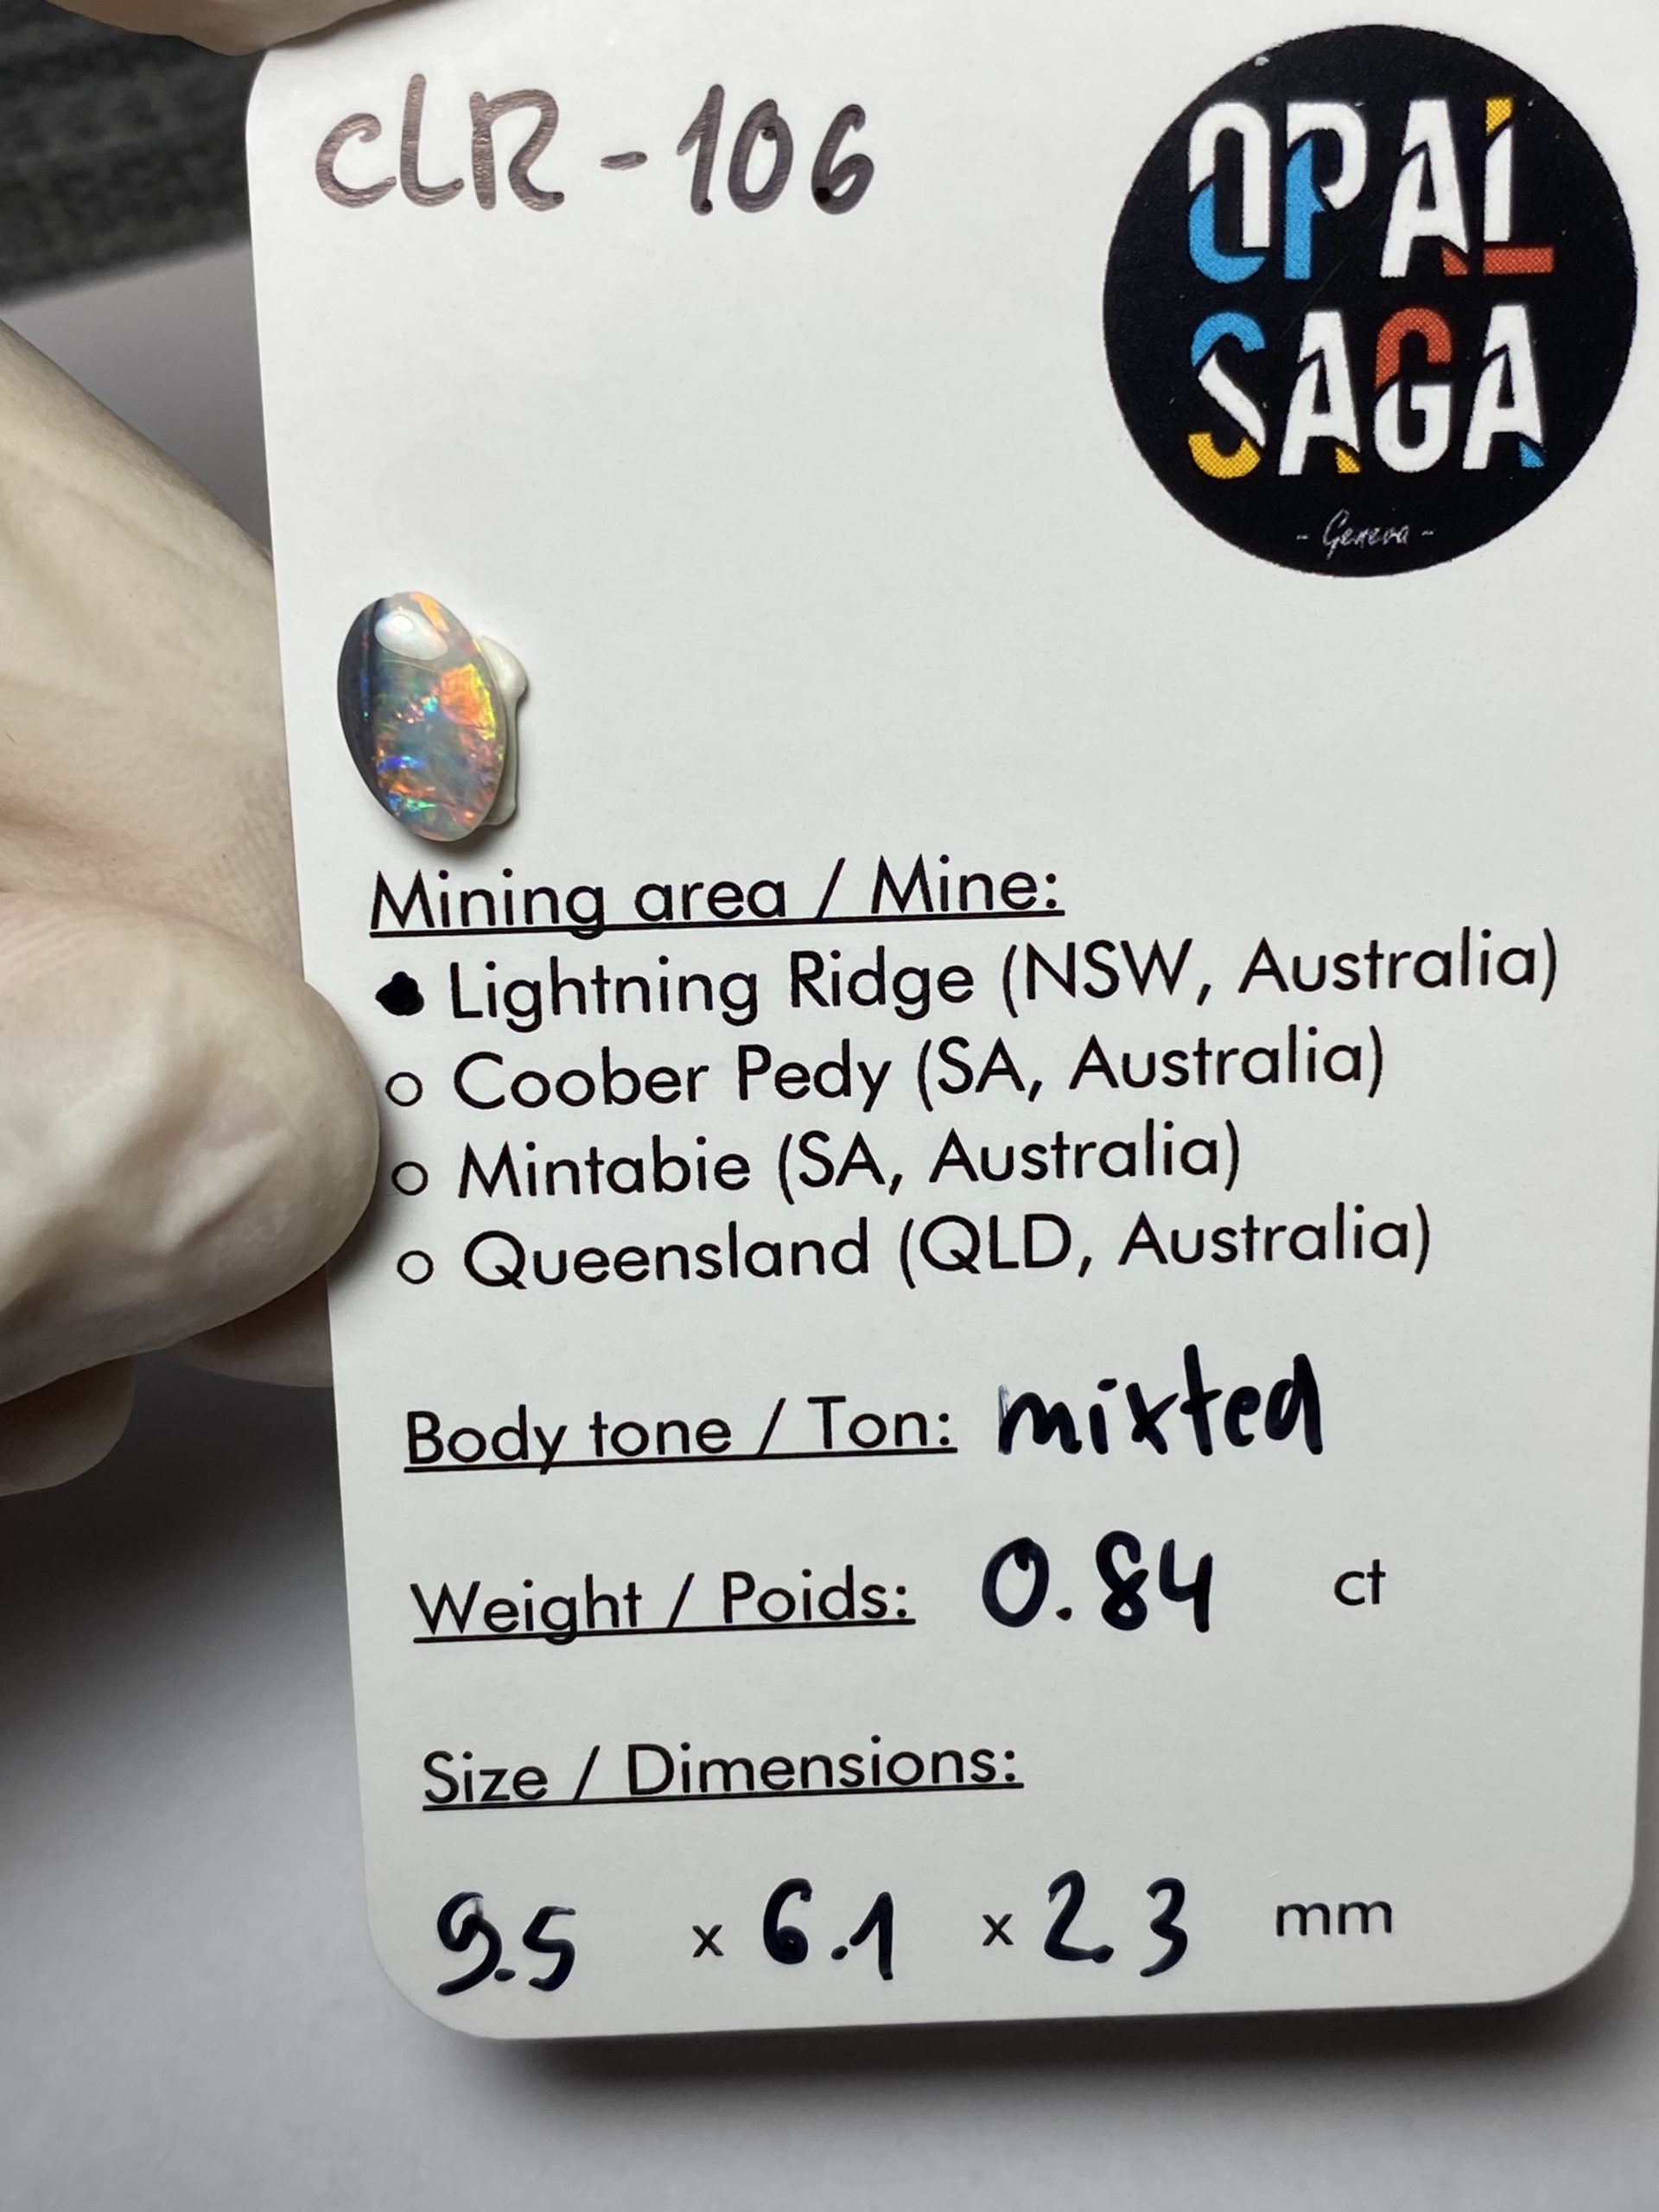 CLR-106
OPAL
SAGA
- Geneva -
Mining area / Mine:
Lightning Ridge (NSW, Australia)
Coober Pedy (SA, Australia)
Mintabie (SA, Australia)
Queensland (QLD, Australia)
Body tone / Ton: mixted
Weight / Poids: 0.84 ct
Size / Dimensions:
9.5 x 6.1 x 2.3 mm